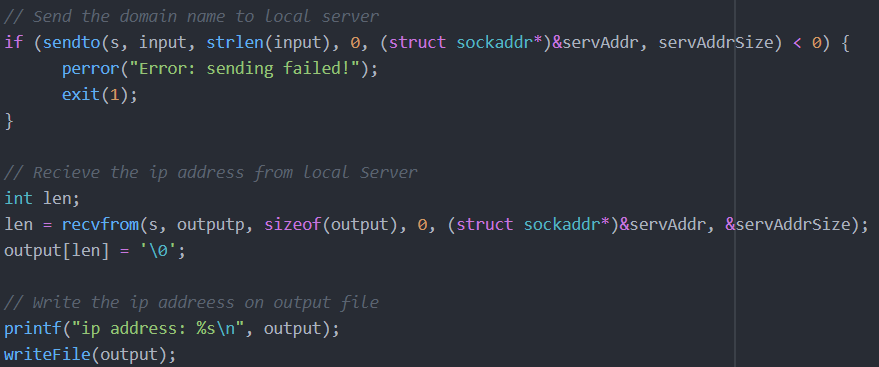 // Send the domain name to local server
if (sendto(s, input, strlen(input), 0, (struct sockaddr*)&servAddr, servAddrSize) < 0) {
perror("Error: sending failed!");
exit(1);
}
// Recieve the ip address from local Server
int len;
len = recvfrom(s, outputp, sizeof(output), 0, (struct sockaddr*)&servAddr, &servAddrSize);
output[len] = '\0';
// Write the ip addreess on output file
printf("ip address: %s\n", output);
writeFile(output);